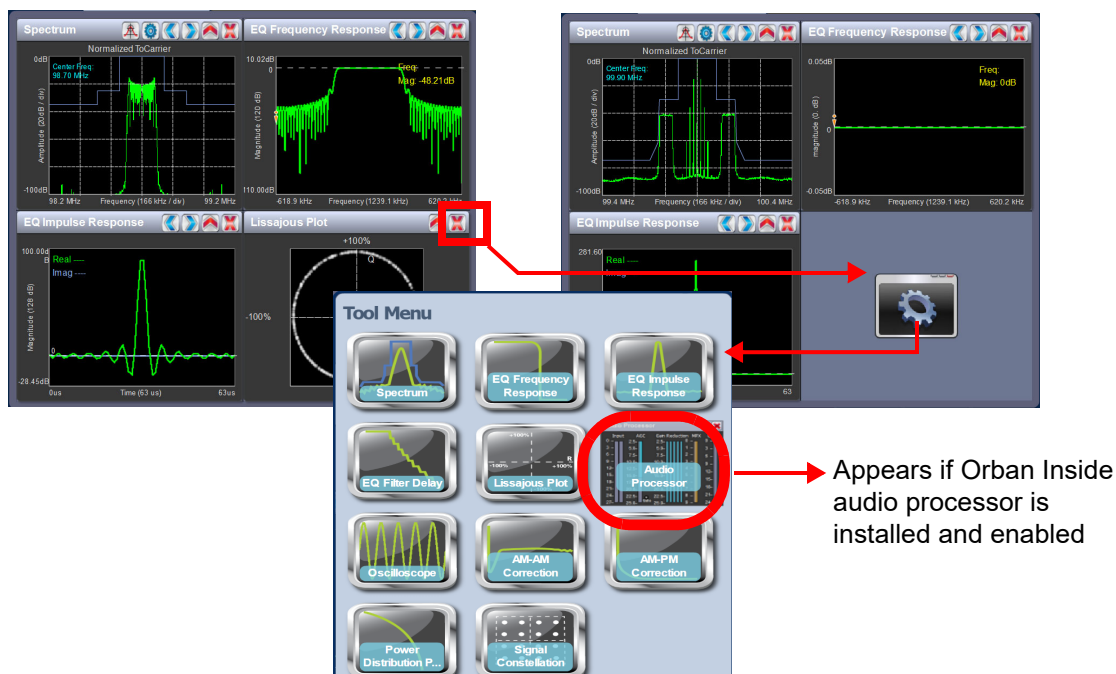 Spectrum
Normalized ToCarrier
0dB
Center Freq:
98.70 MHz
Amplitude (20dB / div)
-100dB
98.2 MHz
Frequency (166 kHz / div)
99.2 MHz
EQ Frequency Response
10.02dB
0
Freq:
Mag: -48.21dB
Magnitude (120 dB)
110.00dB
-618.9 kHz
Frequency (1239.1 kHz)
620.2 kHz
EQ Impulse Response
100.00d
B
Real ----
Imag ----
Magnitude (128 dB)
0
-28.45dB
0us
Time (63 us)
63us
Lissajous Plot
+100%
Q
-100%
Spectrum
Normalized ToCarrier
0dB
Center Freq:
99.90 MHz
Amplitude (20dB / div)
-100dB
99.4 MHz
Frequency (166 kHz / div)
100.4 MHz
EQ Frequency Response
0.05dB
Freq:
Mag: 0dB
magnitude (0. dB)
0
-0.05dB
-618.9 kHz
Frequency (1239.1 kHz)
620.2 kHz
EQ Impulse Response
281.60
Real ----
63
Tool Menu
Spectrum
EQ Frequency
Response
EQ Impulse
Response
EQ Filter Delay
+100%
-100%
R
+100%
Lissajous Plot
Input
AGC
Gain Reduction
Audio
Processor
Oscilloscope
AM-AM
Correction
AM-PM
Correction
Power
Distribution P...
Signal
Constellation
Appears if Orban Inside
audio processor is
installed and enabled